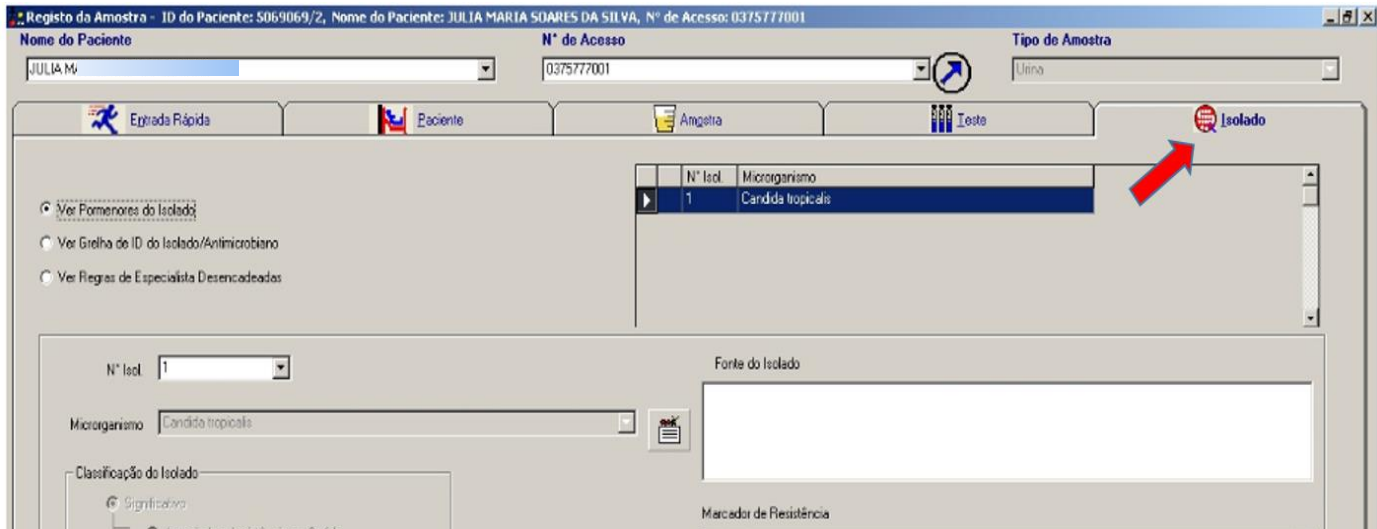 Registo da Amostra - ID do Paciente: 5069069/2, Nome do Paciente: JULIA MARIA SOARES DA SILVA, Nº de Acesso: 0375777001
Nome do Paciente N° de Acesso Tipo de Amostra
JULIA 0375777001 Urina
Entrada Rápida Paciente Amostra Teste Isolado
N° Isol. Microrganismo
1 Candida tropicalis
Ver Pormenores do Isolado
Ver Grelha de ID do Isolado/Antimicrobiano
Ver Regras de Especialista Desencadeadas
N° Isol. 1 Fonte do Isolado
Microrganismo Candida tropicalis
Classificação do Isolado
Significativo
Marcador de Resistência